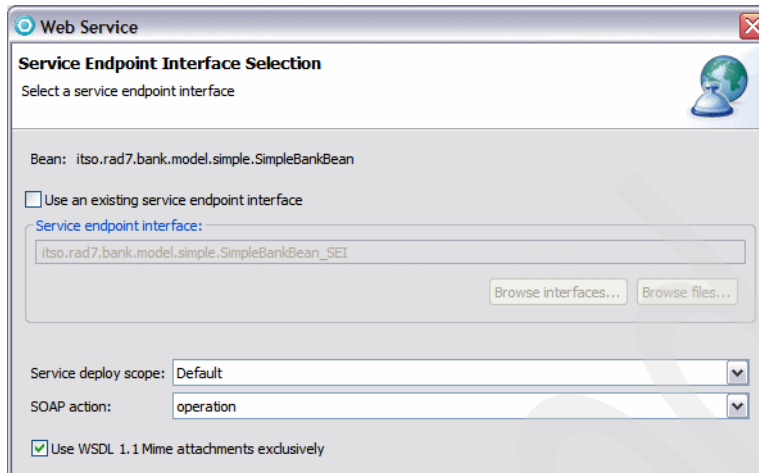 Web Service
Service Endpoint Interface Selection
Select a service endpoint interface
Bean: itso.rad7.bank.model.simple.SimpleBankBean
Use an existing service endpoint interface
Service endpoint interface:
itso.rad7.bank.model.simple.SimpleBankBean_SEI
Browse interfaces... Browse files...
Service deploy scope: Default
SOAP action: operation
Use WSDL 1.1 Mime attachments exclusively